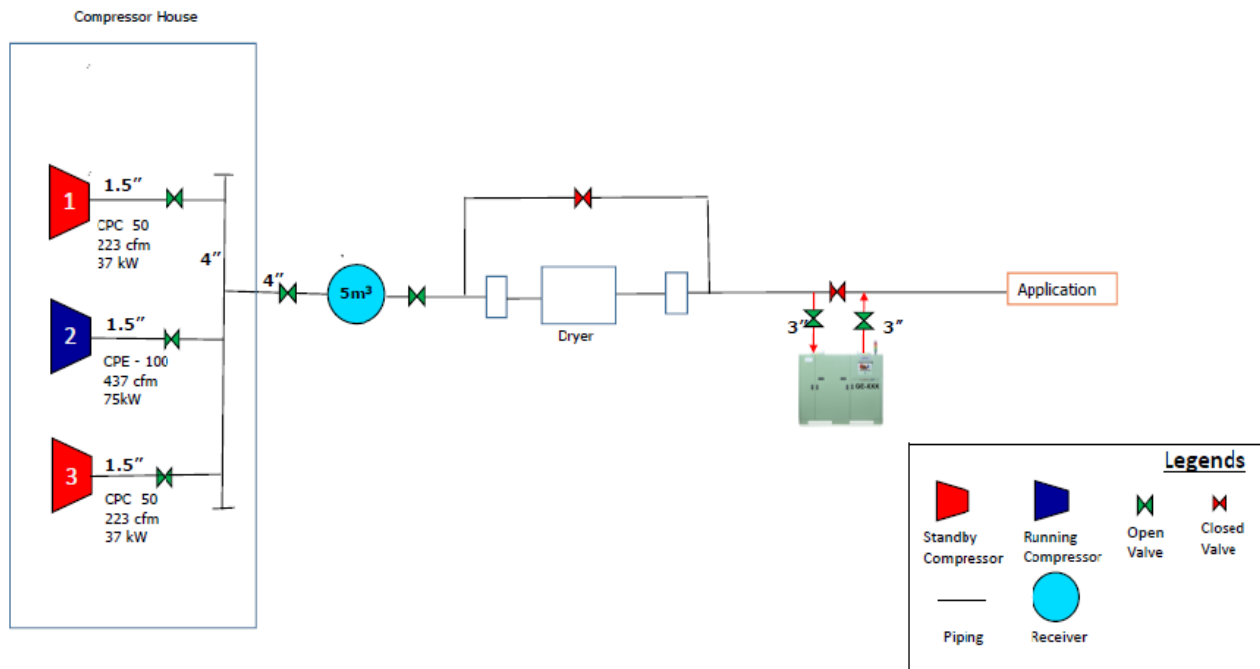 Compressor House
1
1.5”
CPC 50
223 cfm
37 kW
4”
4”
5m³
2
1.5”
CPE - 100
437 cfm
75kW
Dryer
3”
3”
Application
3
1.5”
CPC 50
223 cfm
37 kW
Legends
Standby
Compressor
Running
Compressor
Open
Valve
Closed
Valve
Piping
Receiver